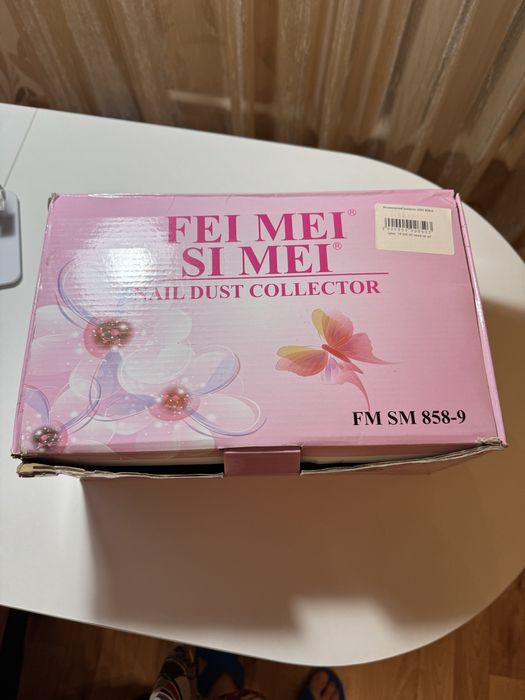 FEI MEI®
SI MEI®
NAIL DUST COLLECTOR
FM SM 858-9